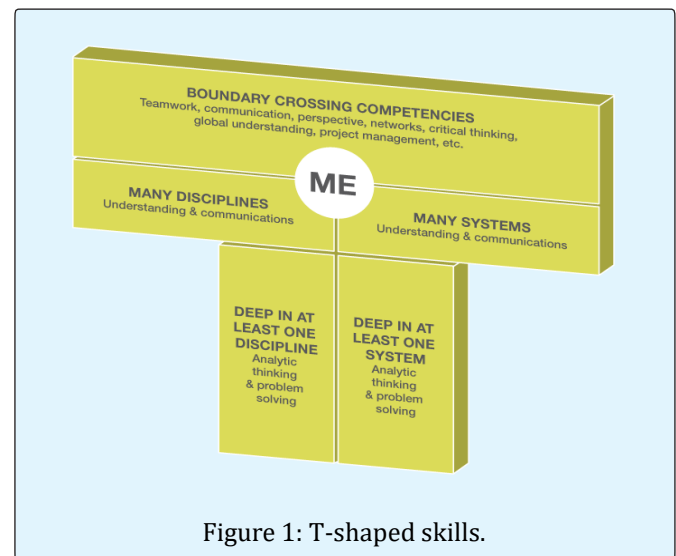 BOUNDARY CROSSING COMPETENCIES
Teamwork, communication, perspective, networks, critical thinking,
global understanding, project management, etc.
ME
MANY DISCIPLINES
Understanding & communications
MANY SYSTEMS
Understanding & communications
DEEP IN AT
LEAST ONE
DISCIPLINE
Analytic
thinking
& problem
solving
DEEP IN AT
LEAST ONE
SYSTEM
Analytic
thinking
& problem
solving
Figure 1: T-shaped skills.